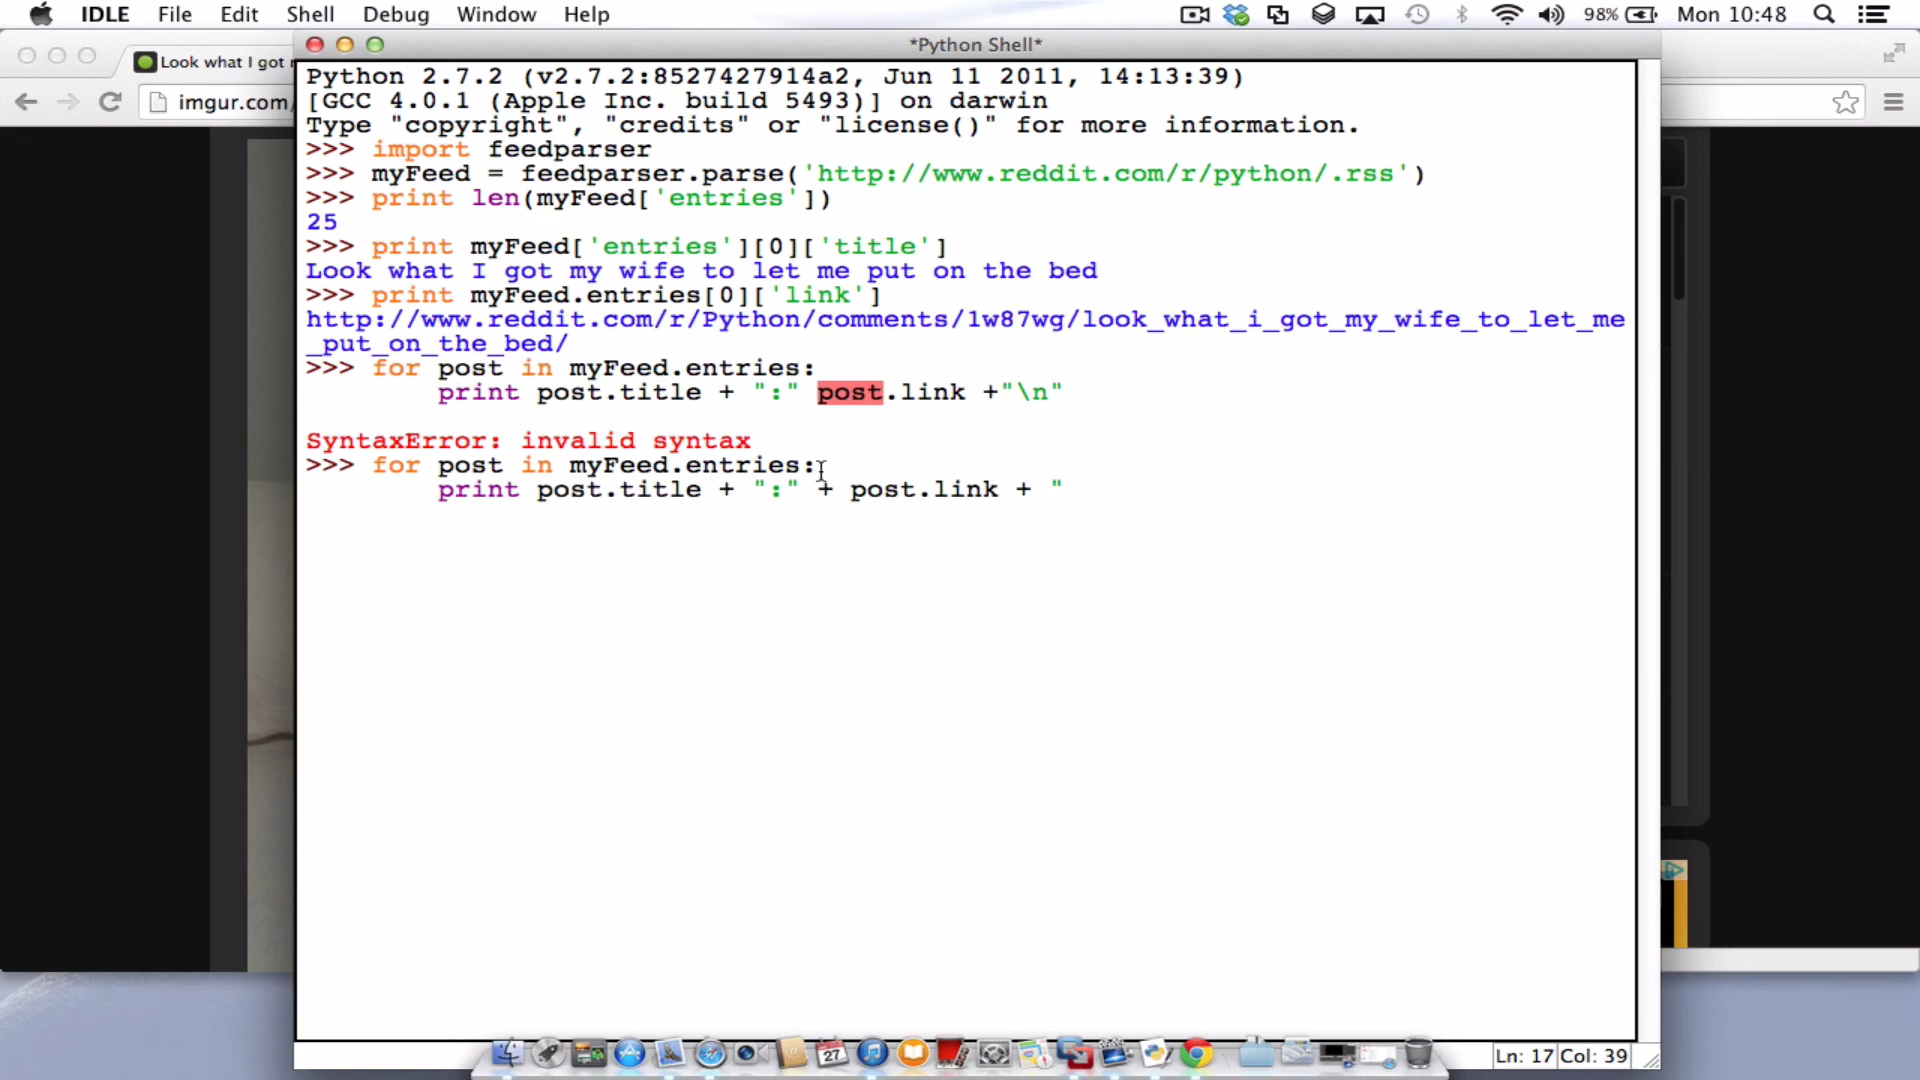 IDLE File Edit Shell Debug Window Help 98% Mon 10:48
*Python Shell*
Look what I got
imgur.com/
Python 2.7.2 (v2.7.2:8527427914a2, Jun 11 2011, 14:13:39)
[GCC 4.0.1 (Apple Inc. build 5493)] on darwin
Type "copyright", "credits" or "license()" for more information.
>>> import feedparser
>>> myFeed = feedparser.parse('http://www.reddit.com/r/python/.rss')
>>> print len(myFeed['entries'])
25
>>> print myFeed['entries'][0]['title']
Look what I got my wife to let me put on the bed
>>> print myFeed.entries[0]['link']
http://www.reddit.com/r/Python/comments/1w87wg/look_what_i_got_my_wife_to_let_me
_put_on_the_bed/
>>> for post in myFeed.entries:
print post.title + ":" post.link +"\n"
SyntaxError: invalid syntax
>>> for post in myFeed.entries:
print post.title + ":" + post.link + "
27
Ln: 17 Col: 39